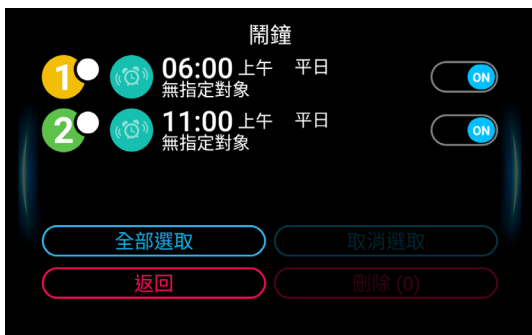 鬧鐘
1 06:00 上午 平日 ON
無指定對象
2 11:00 上午 平日 ON
無指定對象
全部選取 取消選取
返回 刪除 (0)